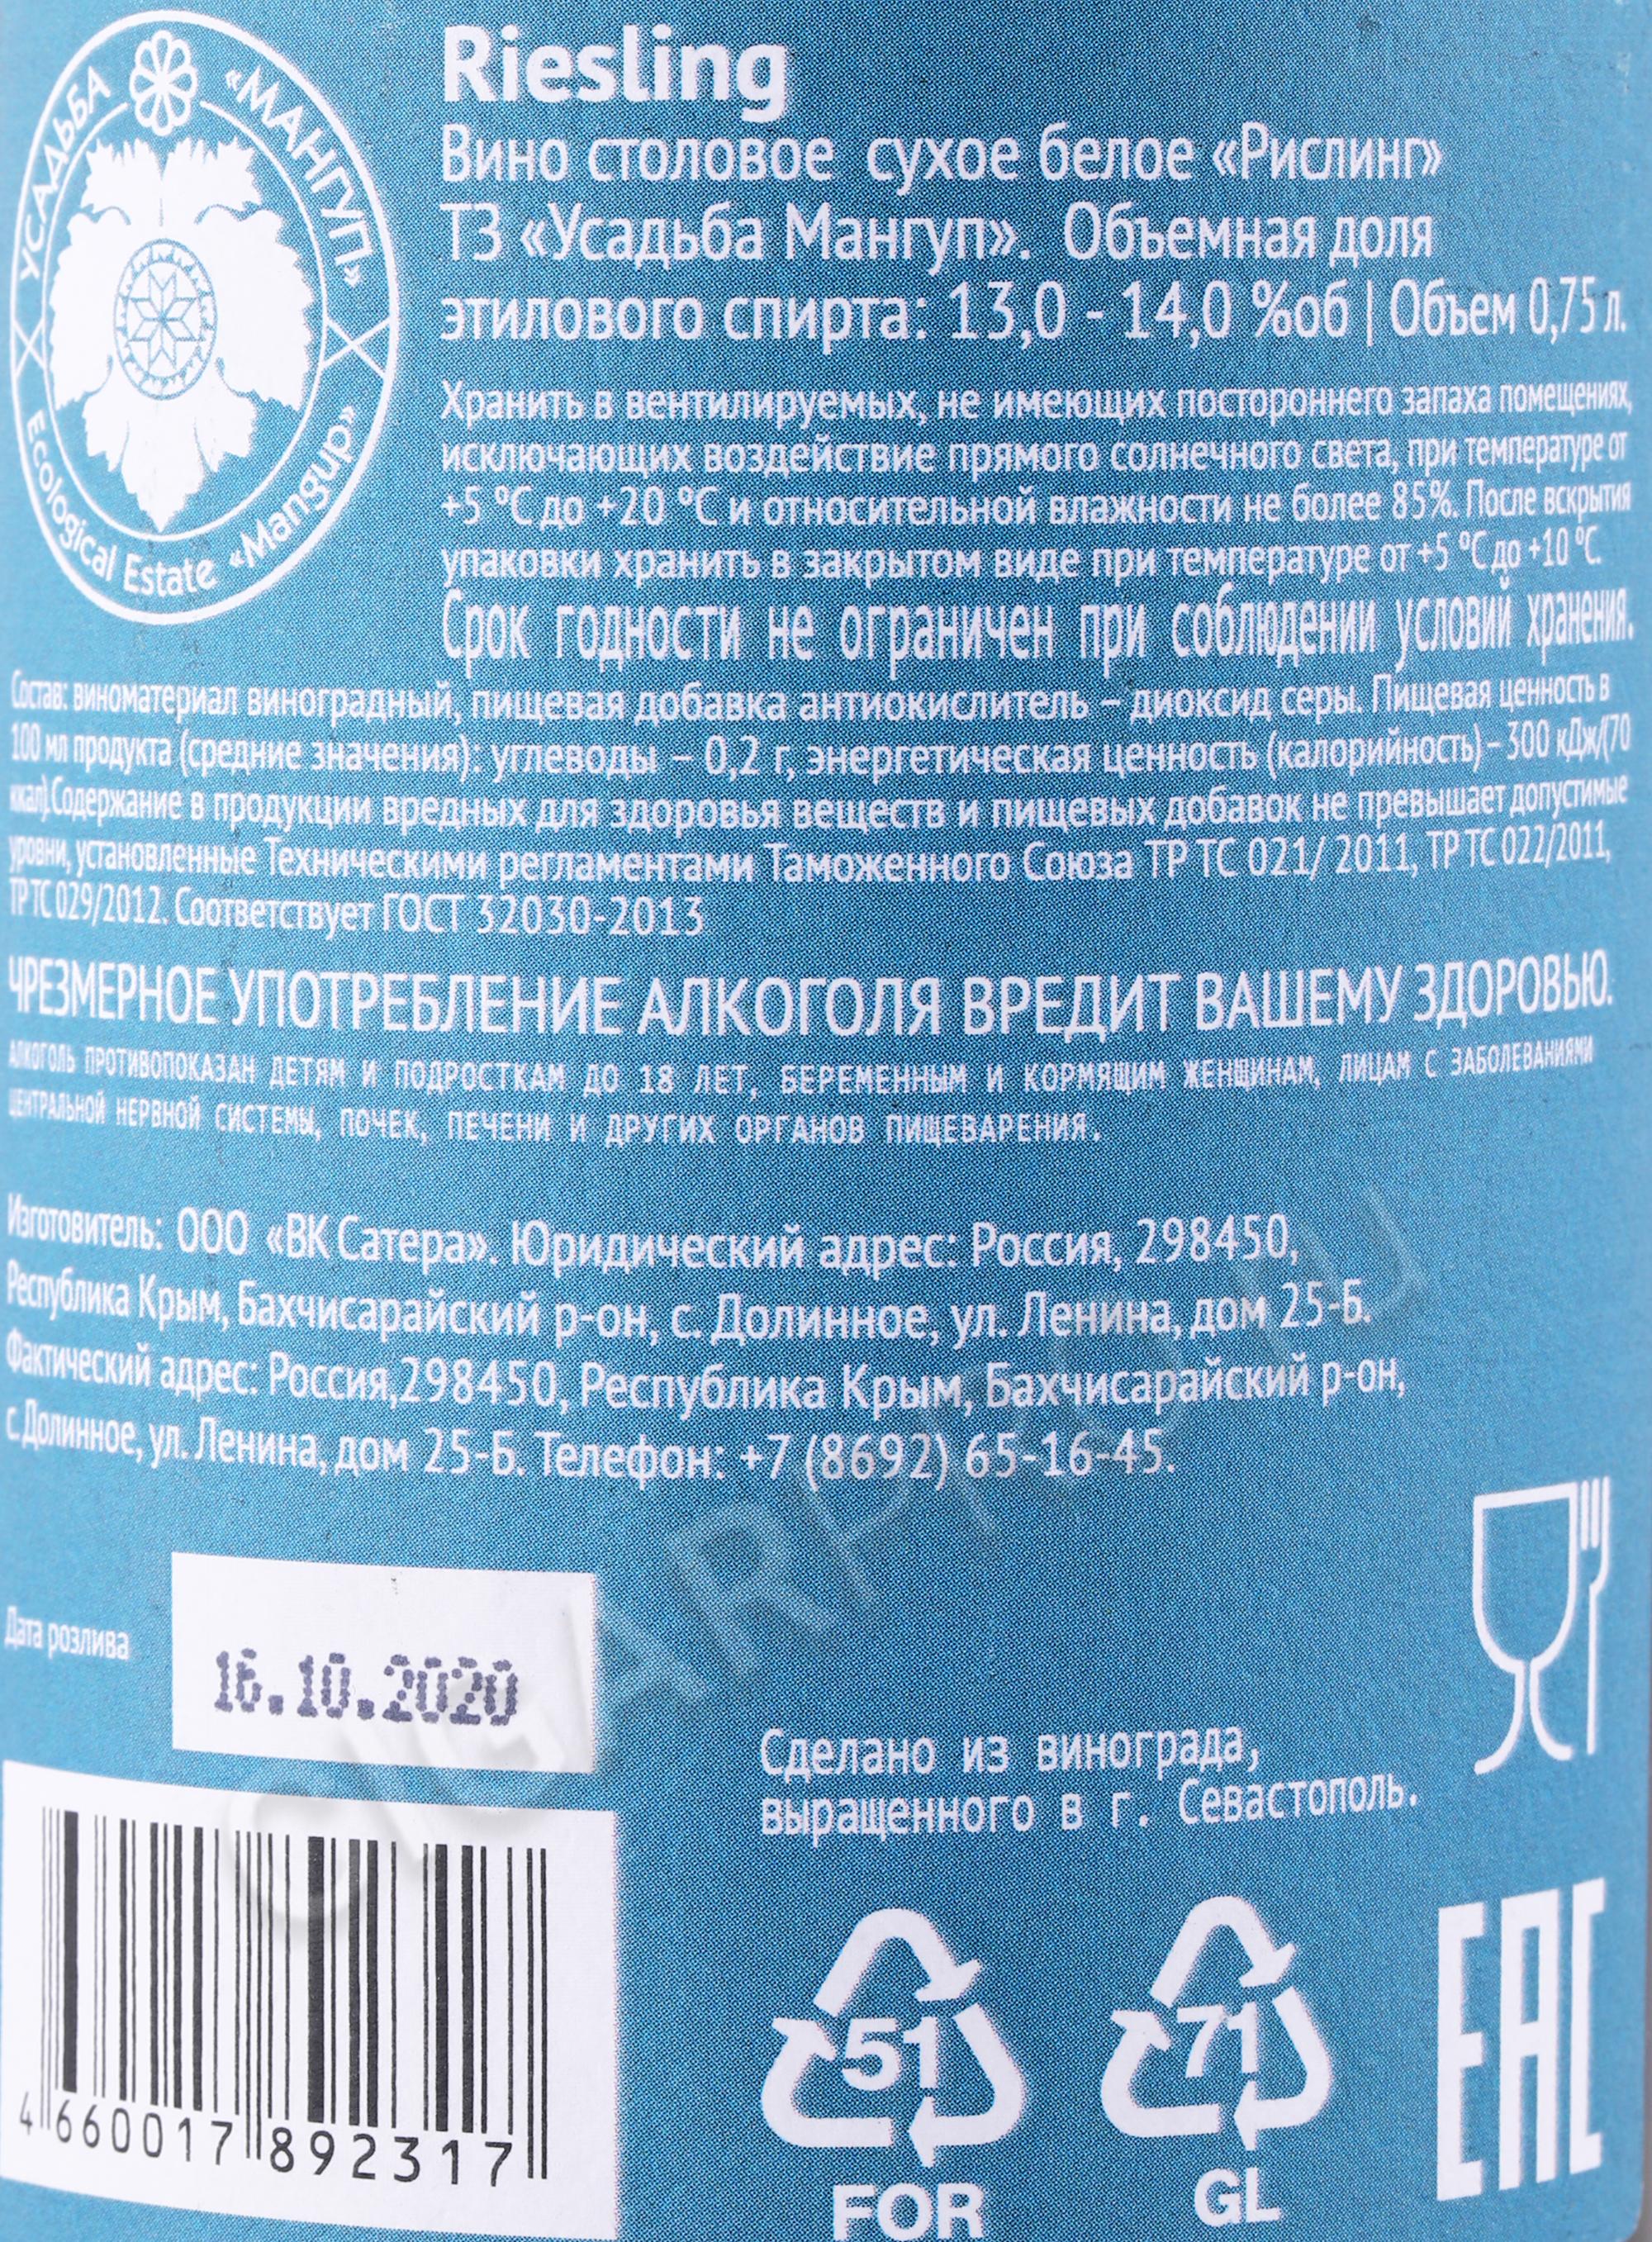 УСАДЬБА «МАНГУП»
Ecological Estate «Mangup»
Riesling
Вино столовое сухое белое «Рислинг»
ТЗ «Усадьба Мангуп». Объемная доля
этилового спирта: 13,0 - 14,0 %об | Объем 0,75 л.
Хранить в вентилируемых, не имеющих постороннего запаха помещениях,
исключающих воздействие прямого солнечного света, при температуре от
+5 °С до +20 °С и относительной влажности не более 85%. После вскрытия
упаковки хранить в закрытом виде при температуре от +5 °С до +10 °С.
Срок годности не ограничен при соблюдении условий хранения.
Состав: виноматериал виноградный, пищевая добавка антиокислитель – диоксид серы. Пищевая ценность в
100 мл продукта (средние значения): углеводы – 0,2 г, энергетическая ценность (калорийность) – 300 кДж/(70
ккал).Содержание в продукции вредных для здоровья веществ и пищевых добавок не превышает допустимые
уровни, установленные Техническими регламентами Таможенного Союза ТР ТС 021/ 2011, ТР ТС 022/2011,
ТР ТС 029/2012. Соответствует ГОСТ 32030-2013
ЧРЕЗМЕРНОЕ УПОТРЕБЛЕНИЕ АЛКОГОЛЯ ВРЕДИТ ВАШЕМУ ЗДОРОВЬЮ.
АЛКОГОЛЬ ПРОТИВОПОКАЗАН ДЕТЯМ И ПОДРОСТКАМ ДО 18 ЛЕТ, БЕРЕМЕННЫМ И КОРМЯЩИМ ЖЕНЩИНАМ, ЛИЦАМ С ЗАБОЛЕВАНИЯМИ
ЦЕНТРАЛЬНОЙ НЕРВНОЙ СИСТЕМЫ, ПОЧЕК, ПЕЧЕНИ И ДРУГИХ ОРГАНОВ ПИЩЕВАРЕНИЯ.
Изготовитель: ООО «ВК Сатера». Юридический адрес: Россия, 298450,
Республика Крым, Бахчисарайский р-он, с. Долинное, ул. Ленина, дом 25-Б.
Фактический адрес: Россия,298450, Республика Крым, Бахчисарайский р-он,
с. Долинное, ул. Ленина, дом 25-Б. Телефон: +7 (8692) 65-16-45.
Дата розлива
16.10.2020
CIGARPRO.RU
Сделано из винограда,
выращенного в г. Севастополь.
4 660017 892317
51
FOR
71
GL
ЕАС